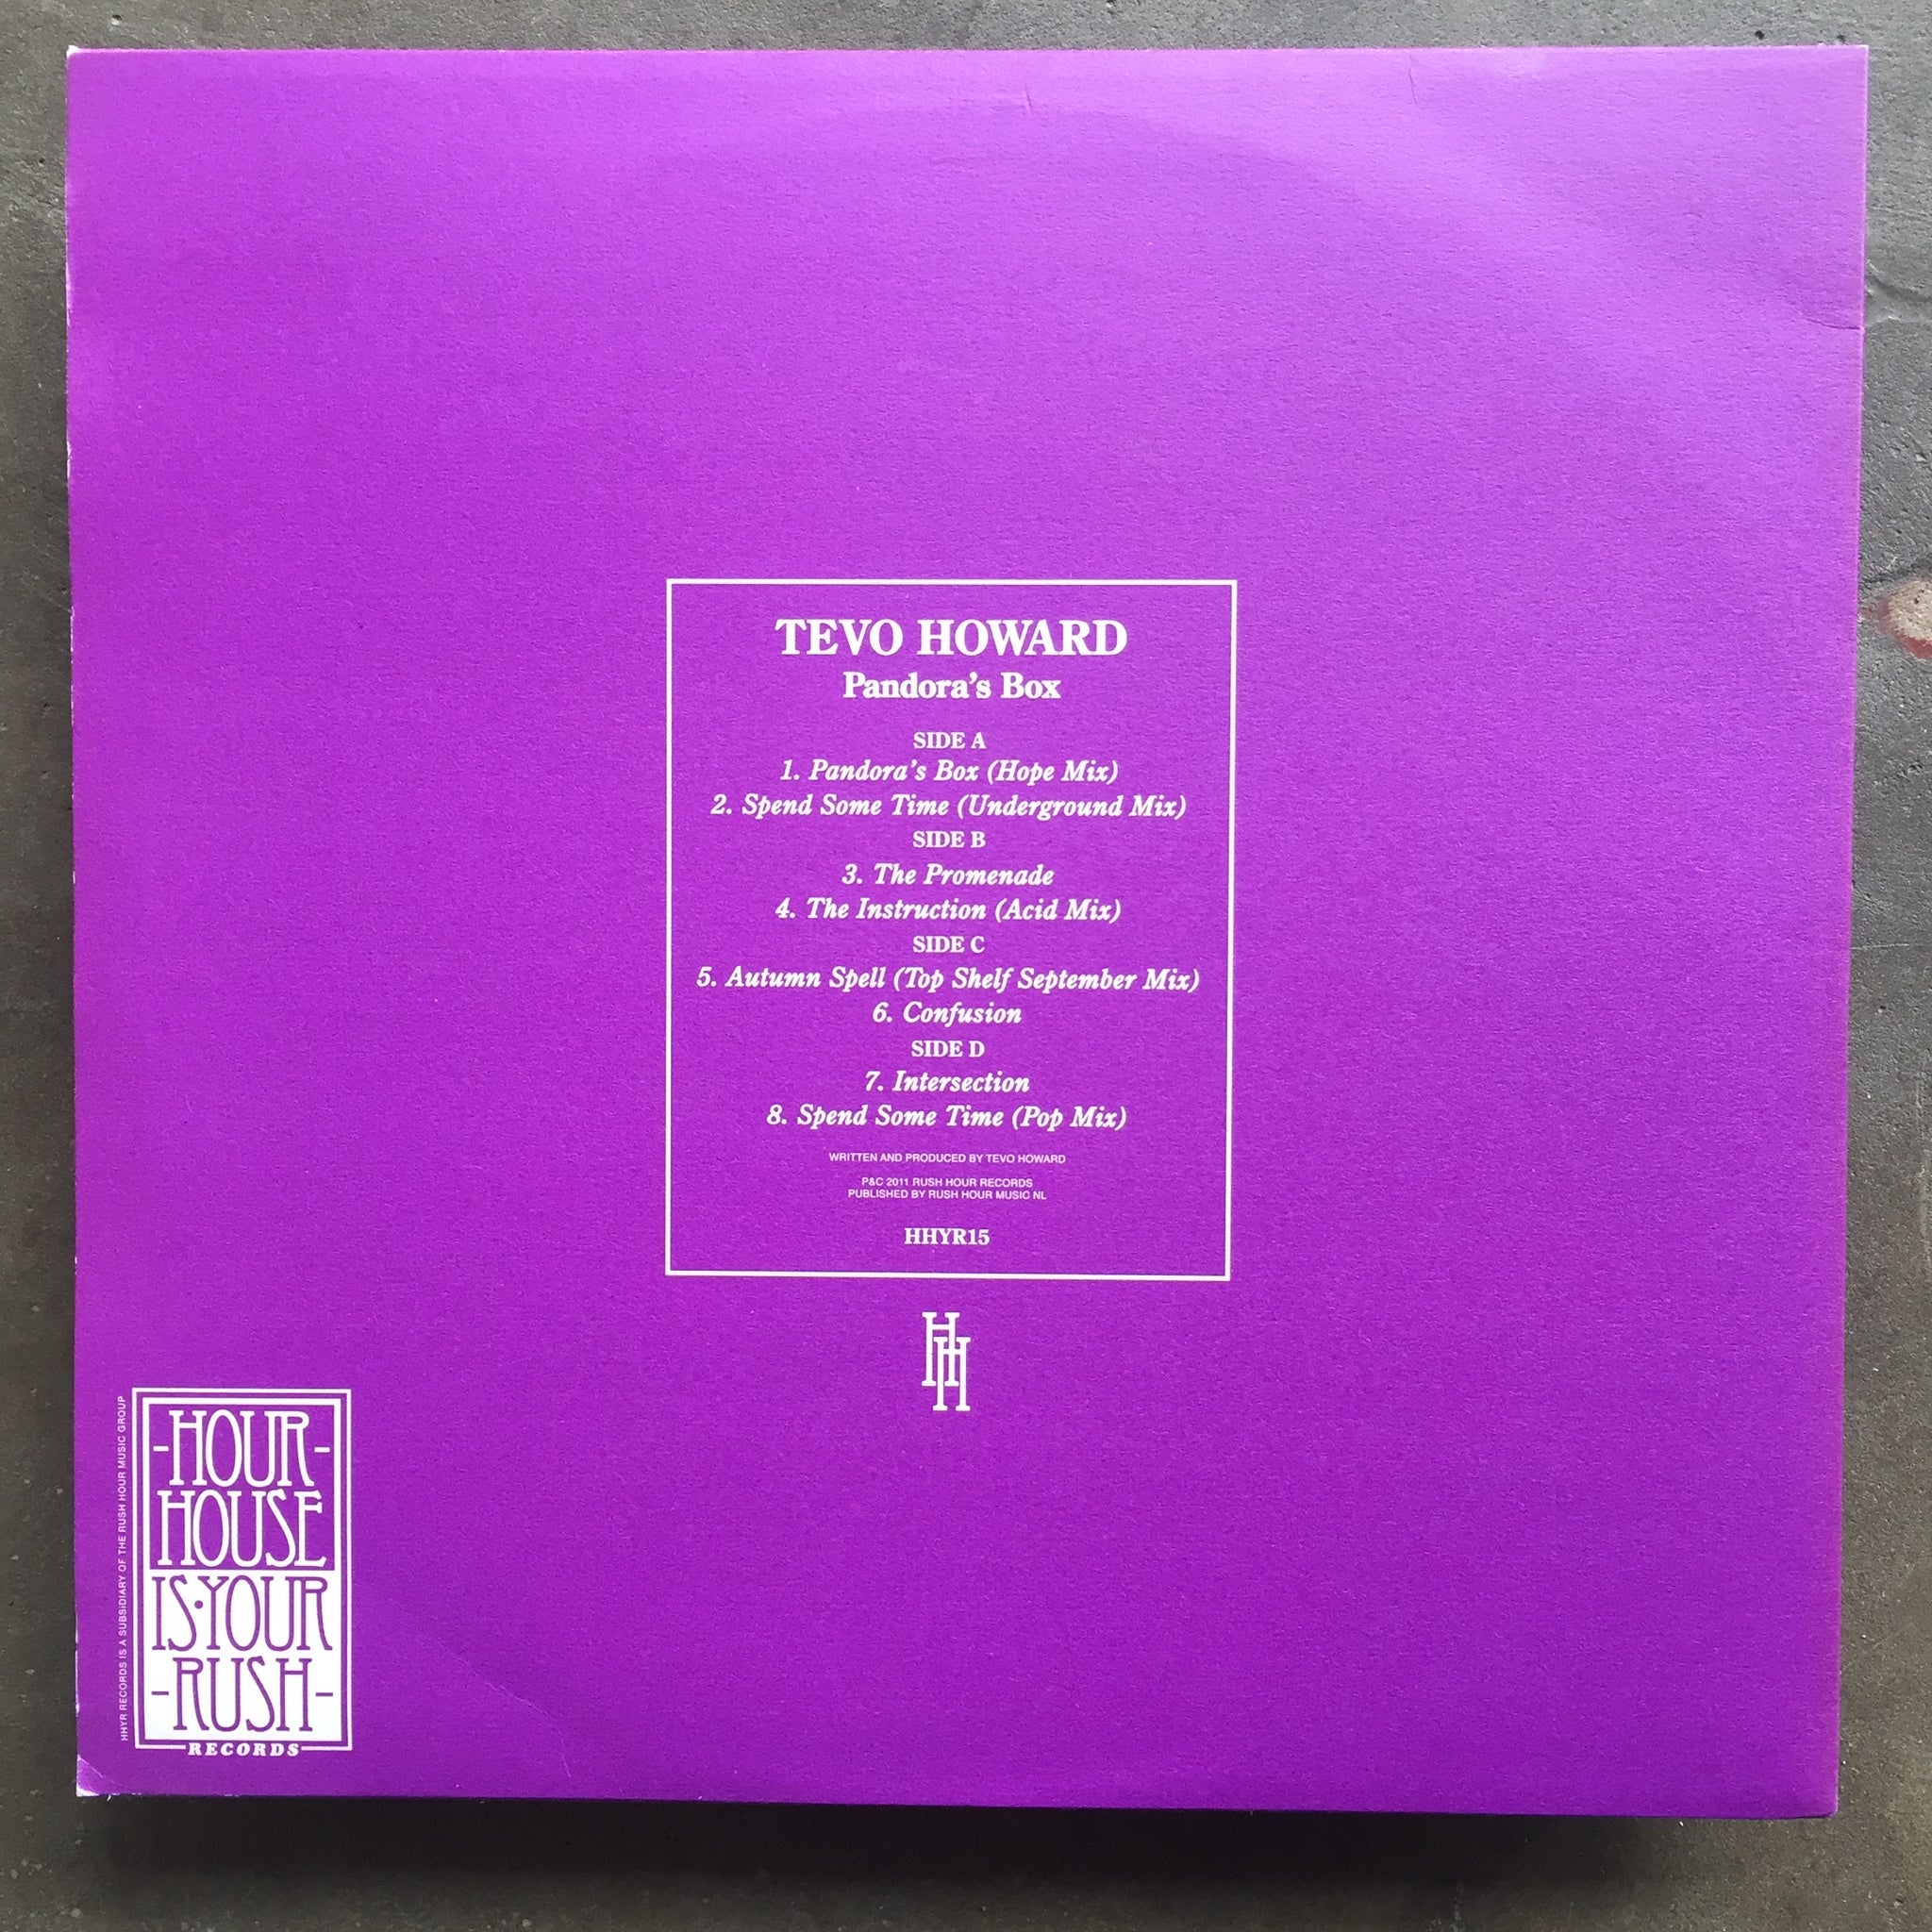 TEVO HOWARD
Pandora's Box
SIDE A
1. Pandora's Box (Hope Mix)
2. Spend Some Time (Underground Mix)
SIDE B
3. The Promenade
4. The Instruction (Acid Mix)
SIDE C
5. Autumn Spell (Top Shelf September Mix)
6. Confusion
SIDE D
7. Intersection
8. Spend Some Time (Pop Mix)
WRITTEN AND PRODUCED BY TEVO HOWARD
P&C 2011 RUSH HOUR RECORDS
PUBLISHED BY RUSH HOUR MUSIC NL
HHYR15
HH
HHYR RECORDS IS A SUBSIDIARY OF THE RUSH HOUR MUSIC GROUP
-HOUR-
HOUSE
IS·YOUR
-RUSH-
RECORDS